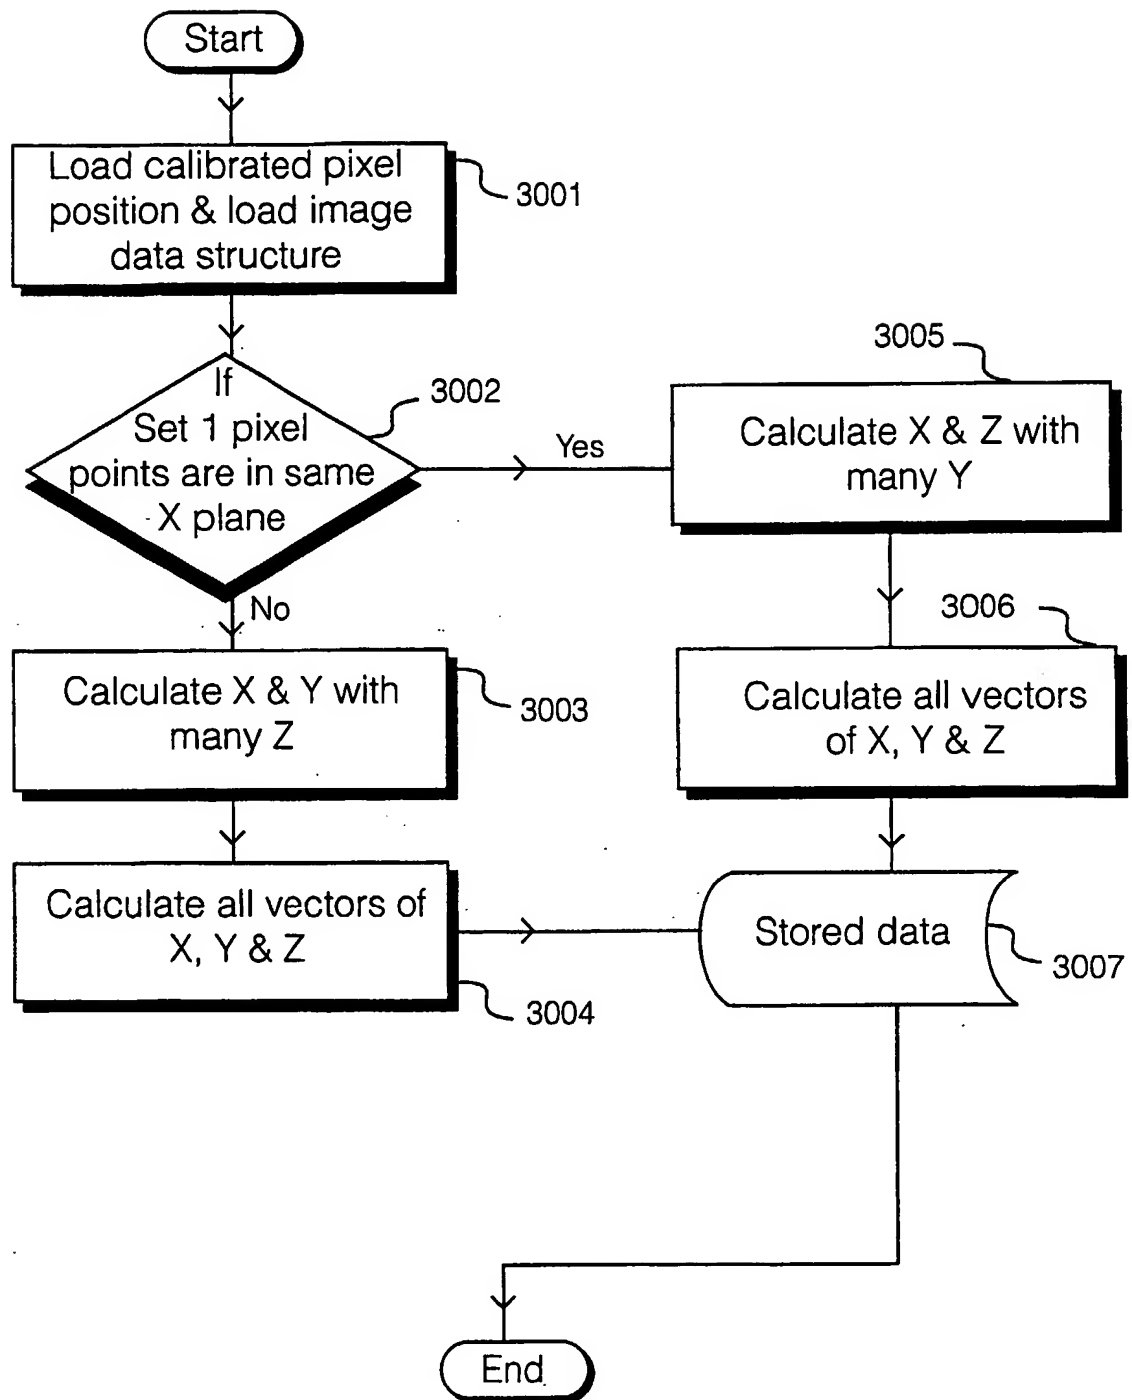 Start
Load calibrated pixel
position & load image
data structure
3001
If
Set 1 pixel
points are in same
X plane
3002
Yes
No
3005
Calculate X & Z with
many Y
3006
Calculate all vectors
of X, Y & Z
Calculate X & Y with
many Z
3003
Calculate all vectors of
X, Y & Z
3004
Stored data
3007
End